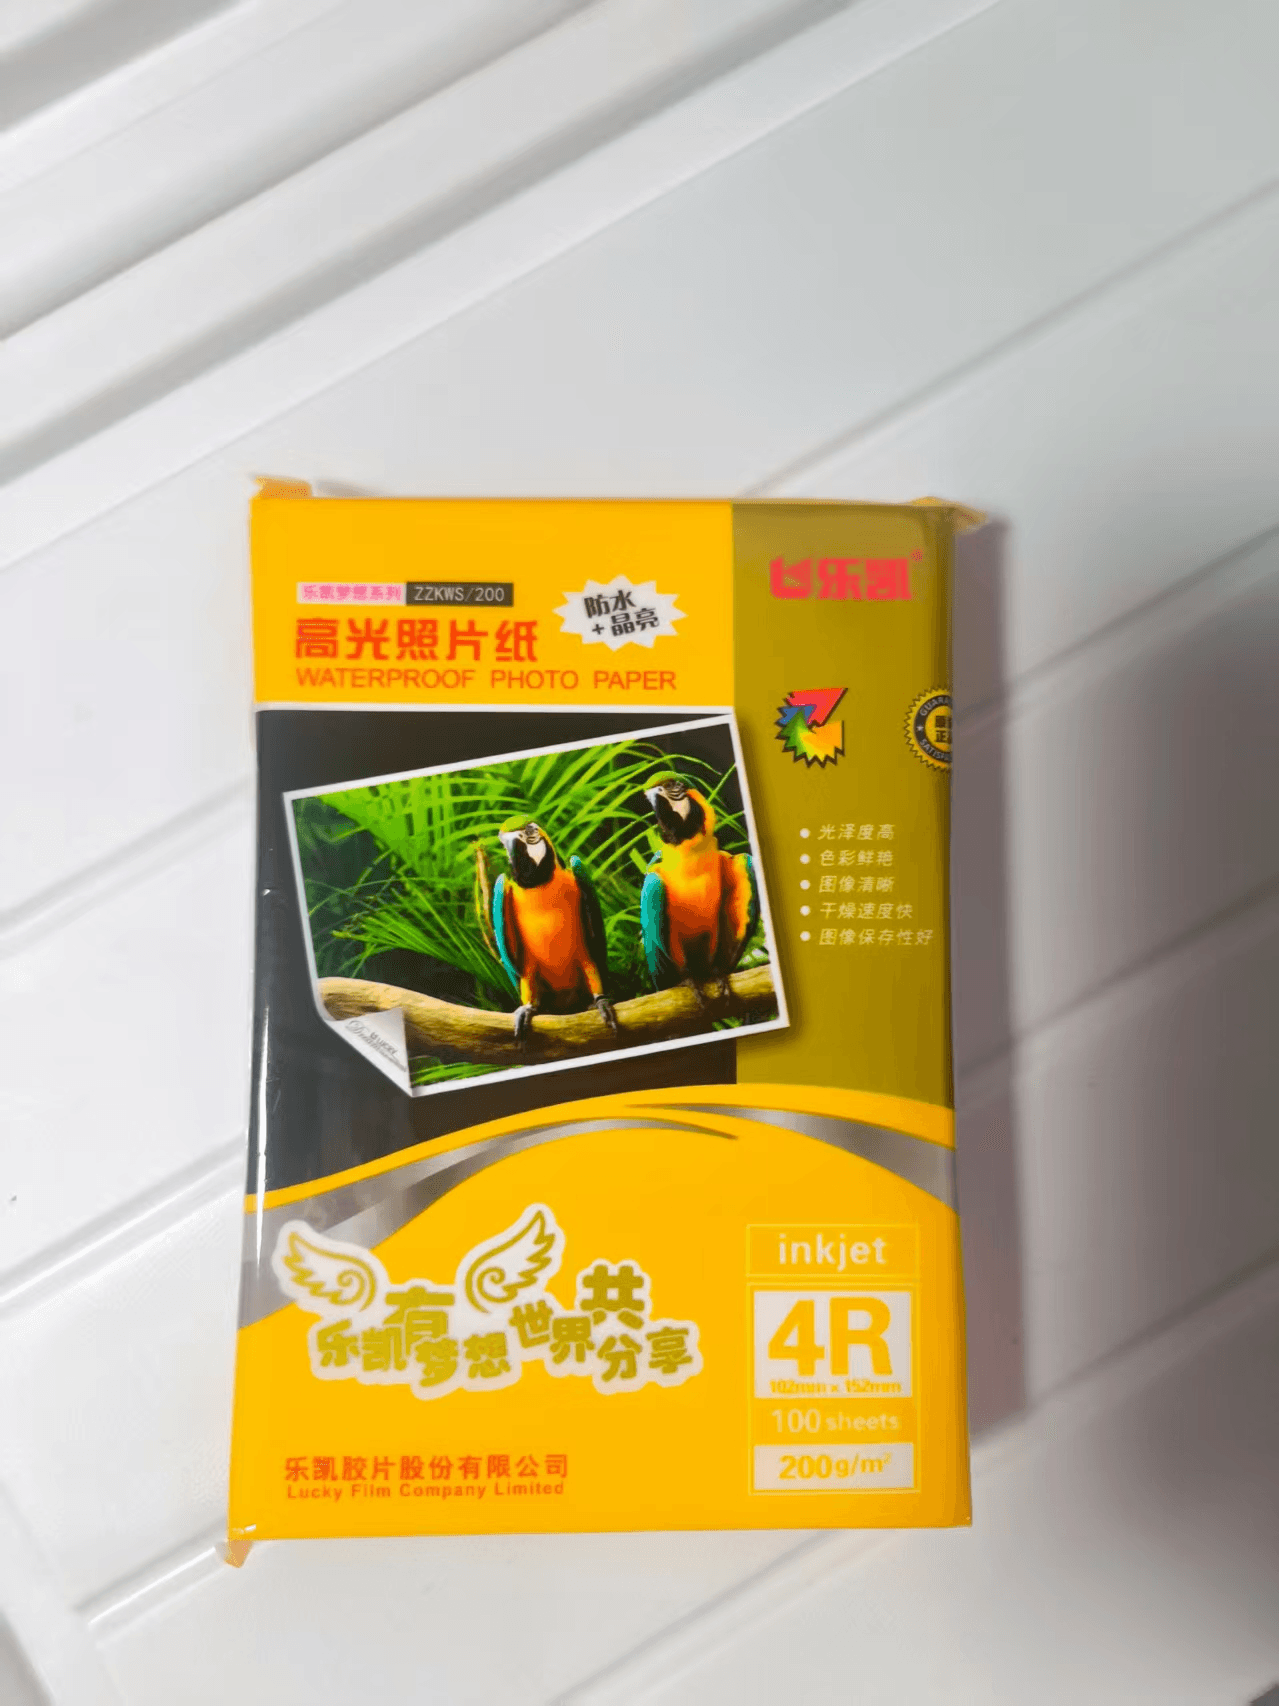 乐凯
乐凯梦想系列 ZZKWS/200
防水
+晶亮
高光照片纸
WATERPROOF PHOTO PAPER
光泽度高
色彩鲜艳
图像清晰
干燥速度快
图像保存性好
乐凯有梦想 世界共分享
inkjet
4R
102mm x 152mm
100 sheets
200g/m²
乐凯胶片股份有限公司
Lucky Film Company Limited